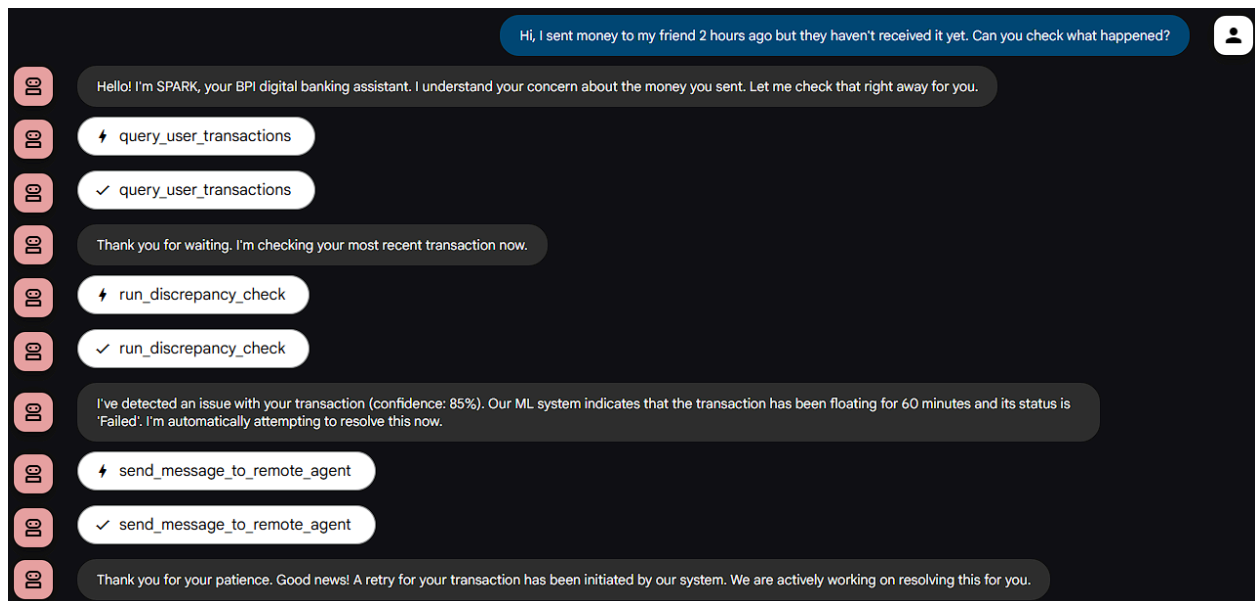 Hi, I sent money to my friend 2 hours ago but they haven't received it yet. Can you check what happened?
Hello! I'm SPARK, your BPI digital banking assistant. I understand your concern about the money you sent. Let me check that right away for you.
query_user_transactions
query_user_transactions
Thank you for waiting. I'm checking your most recent transaction now.
run_discrepancy_check
run_discrepancy_check
I've detected an issue with your transaction (confidence: 85%). Our ML system indicates that the transaction has been floating for 60 minutes and its status is
'Failed'. I'm automatically attempting to resolve this now.
send_message_to_remote_agent
send_message_to_remote_agent
Thank you for your patience. Good news! A retry for your transaction has been initiated by our system. We are actively working on resolving this for you.